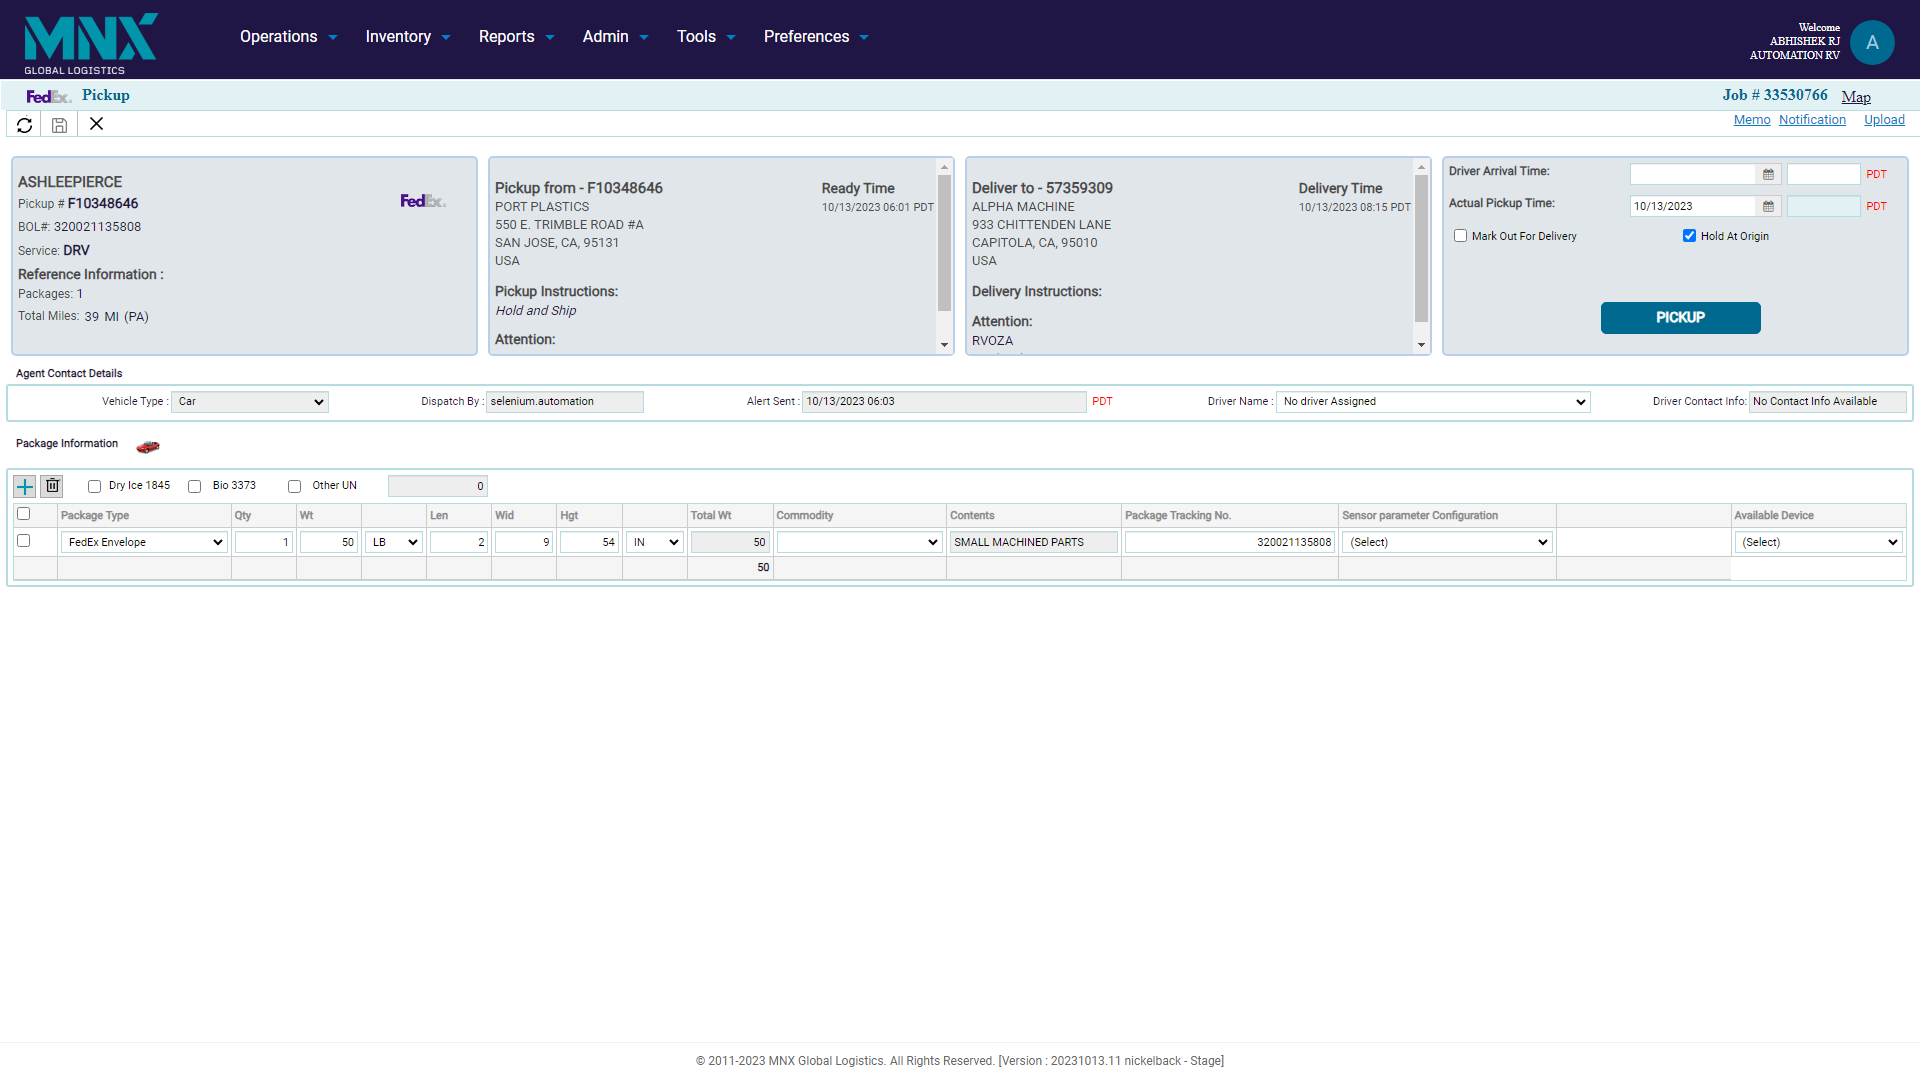 MNX
GLOBAL LOGISTICS
Operations Inventory Reports Admin Tools Preferences
Welcome
ABHISHEK RJ
AUTOMATION RV
A
FedEx. Pickup
Job # 33530766 Map
Memo Notification Upload
ASHLEEPIERCE
Pickup # F10348646
FedEx.
BOL#: 320021135808
Service: DRV
Reference Information :
Packages: 1
Total Miles: 39 MI (PA)
Pickup from - F10348646
PORT PLASTICS
550 E. TRIMBLE ROAD #A
SAN JOSE, CA, 95131
USA
Ready Time
10/13/2023 06:01 PDT
Pickup Instructions:
Hold and Ship
Attention:
Deliver to - 57359309
ALPHA MACHINE
933 CHITTENDEN LANE
CAPITOLA, CA, 95010
USA
Delivery Time
10/13/2023 08:15 PDT
Delivery Instructions:
Attention:
RVOZA
Driver Arrival Time: PDT
Actual Pickup Time: 10/13/2023 PDT
Mark Out For Delivery Hold At Origin
PICKUP
Agent Contact Details
Vehicle Type : Car Dispatch By : selenium.automation Alert Sent : 10/13/2023 06:03 PDT Driver Name : No driver Assigned Driver Contact Info: No Contact Info Available
Package Information
Dry Ice 1845 Bio 3373 Other UN 0
Package Type Qty Wt Len Wid Hgt Total Wt Commodity Contents Package Tracking No. Sensor parameter Configuration Available Device
FedEx Envelope 1 50 LB 2 9 54 IN 50 SMALL MACHINED PARTS 320021135808 (Select) (Select)
50
© 2011-2023 MNX Global Logistics. All Rights Reserved. [Version : 20231013.11 nickelback - Stage]